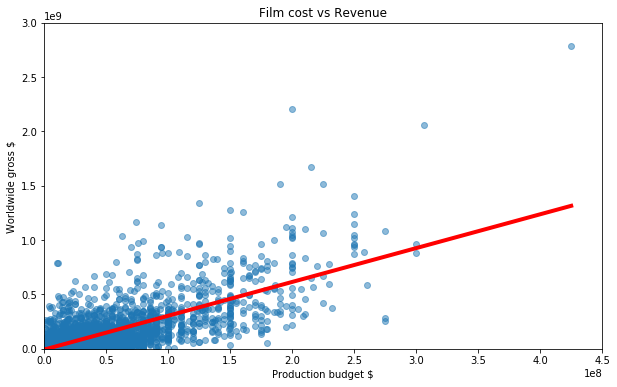 Film cost vs Revenue
1e9
3.0
2.5
2.0
1.5
1.0
0.5
0.0
Worldwide gross $
0.0 0.5 1.0 1.5 2.0 2.5 3.0 3.5 4.0 4.5
1e8
Production budget $